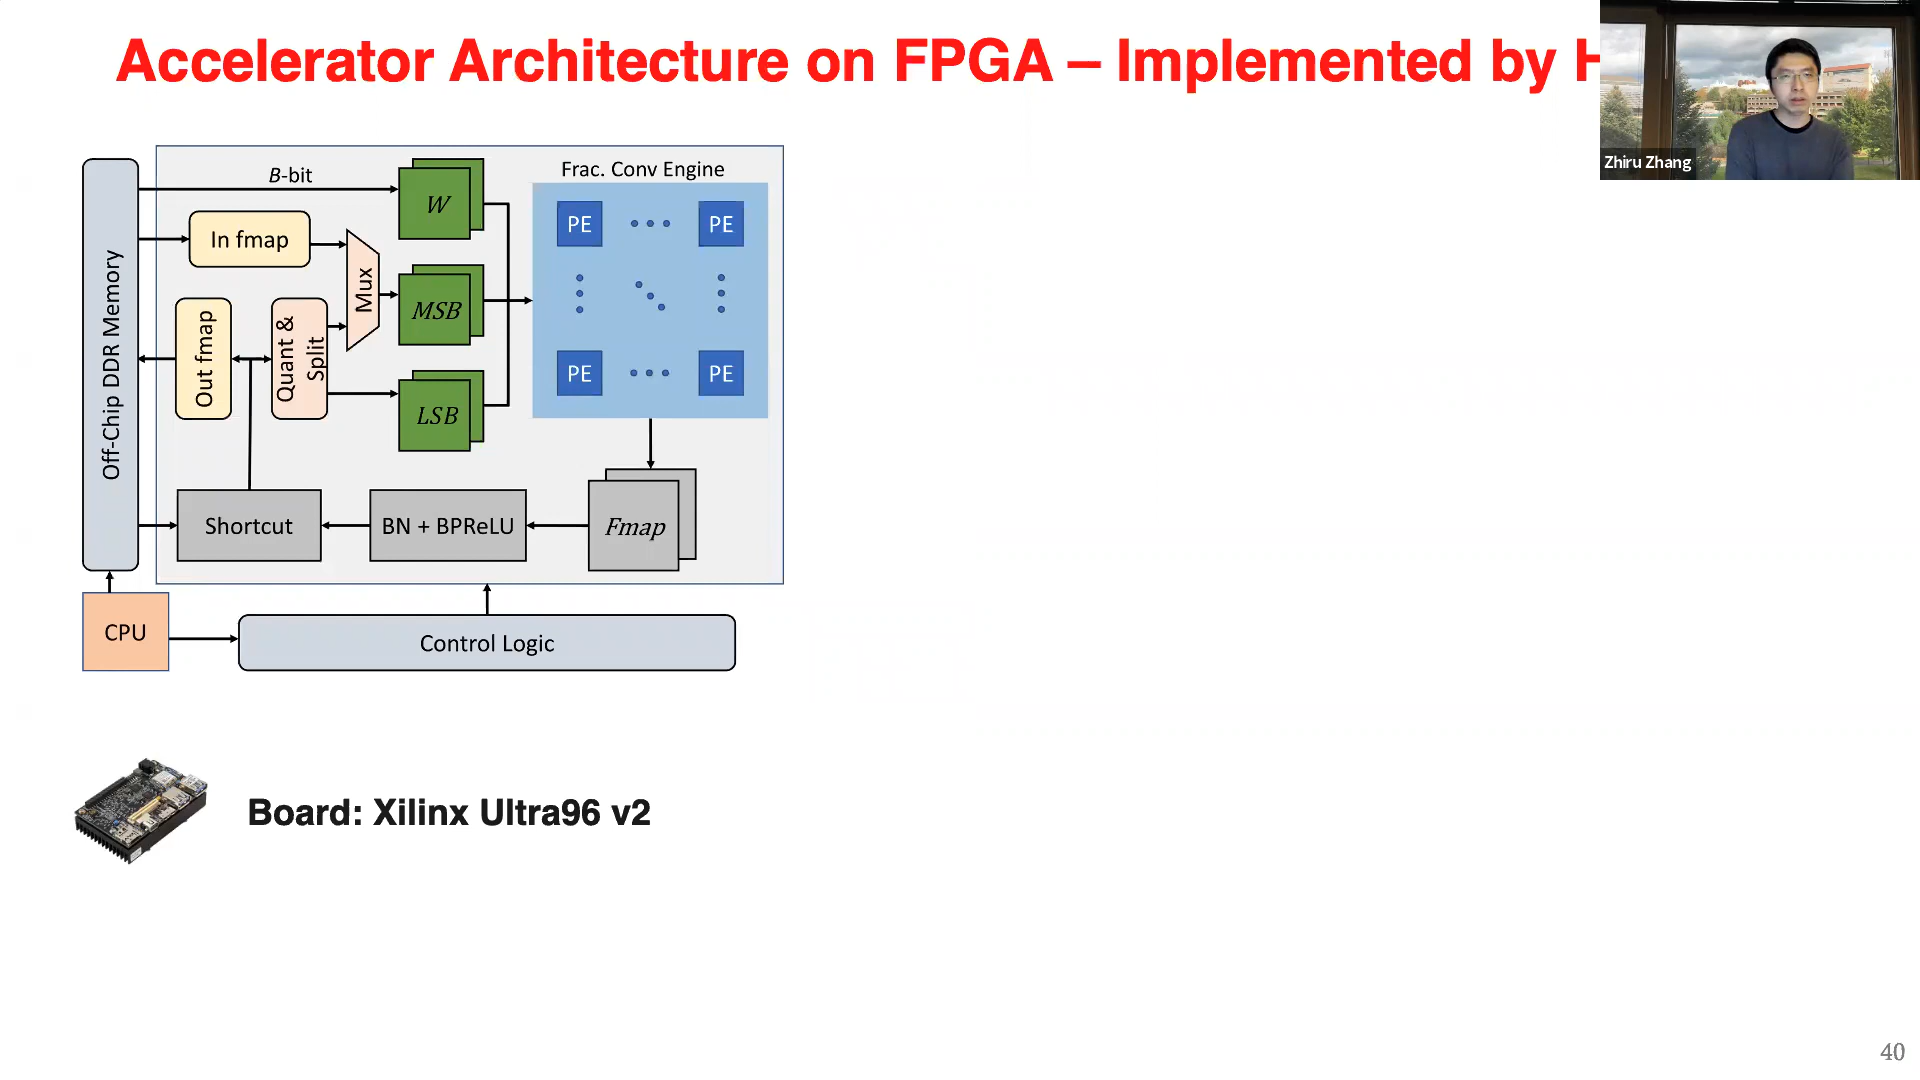 Accelerator Architecture on FPGA – Implemented by
Zhiru Zhang
B-bit
W
Frac. Conv Engine
PE
PE
In fmap
Mux
MSB
Off-Chip DDR Memory
Out fmap
Quant &
Split
LSB
PE
PE
Shortcut
BN + BPReLU
Fmap
CPU
Control Logic
Board: Xilinx Ultra96 v2
40